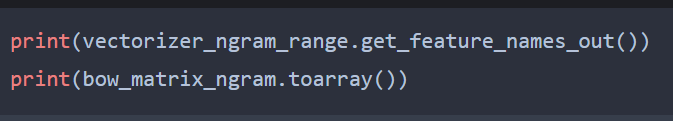 print(vectorizer_ngram_range.get_feature_names_out())
print(bow_matrix_ngram.toarray())